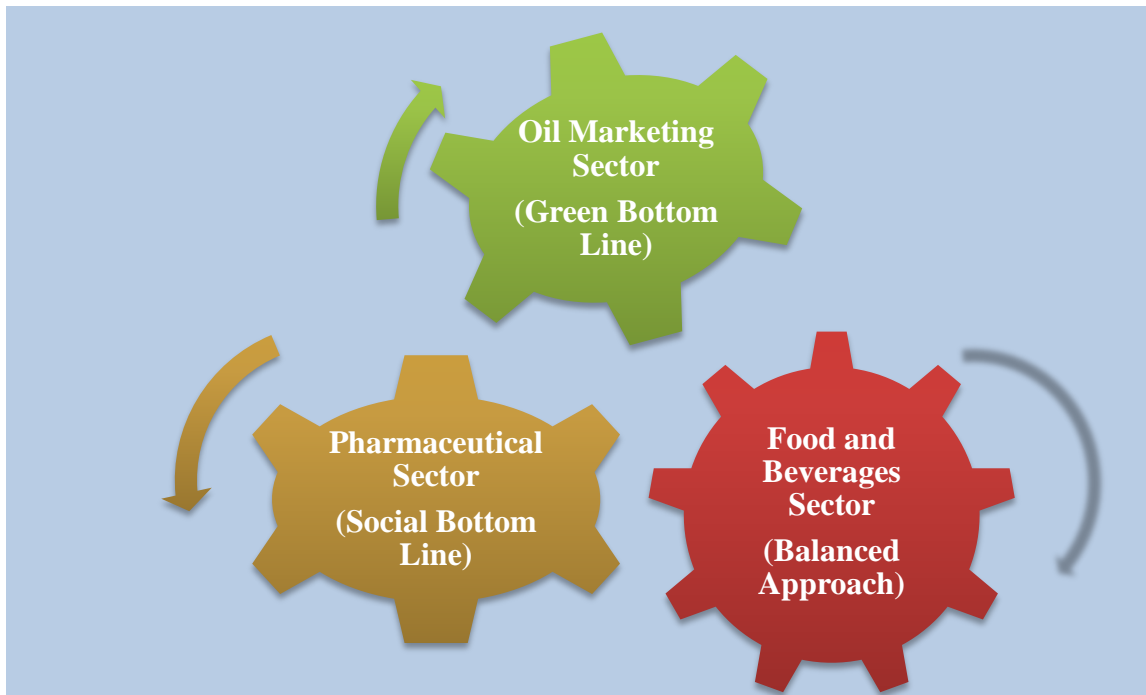 Oil Marketing
Sector
(Green Bottom
Line)
Pharmaceutical
Sector
(Social Bottom
Line)
Food and
Beverages
Sector
(Balanced
Approach)